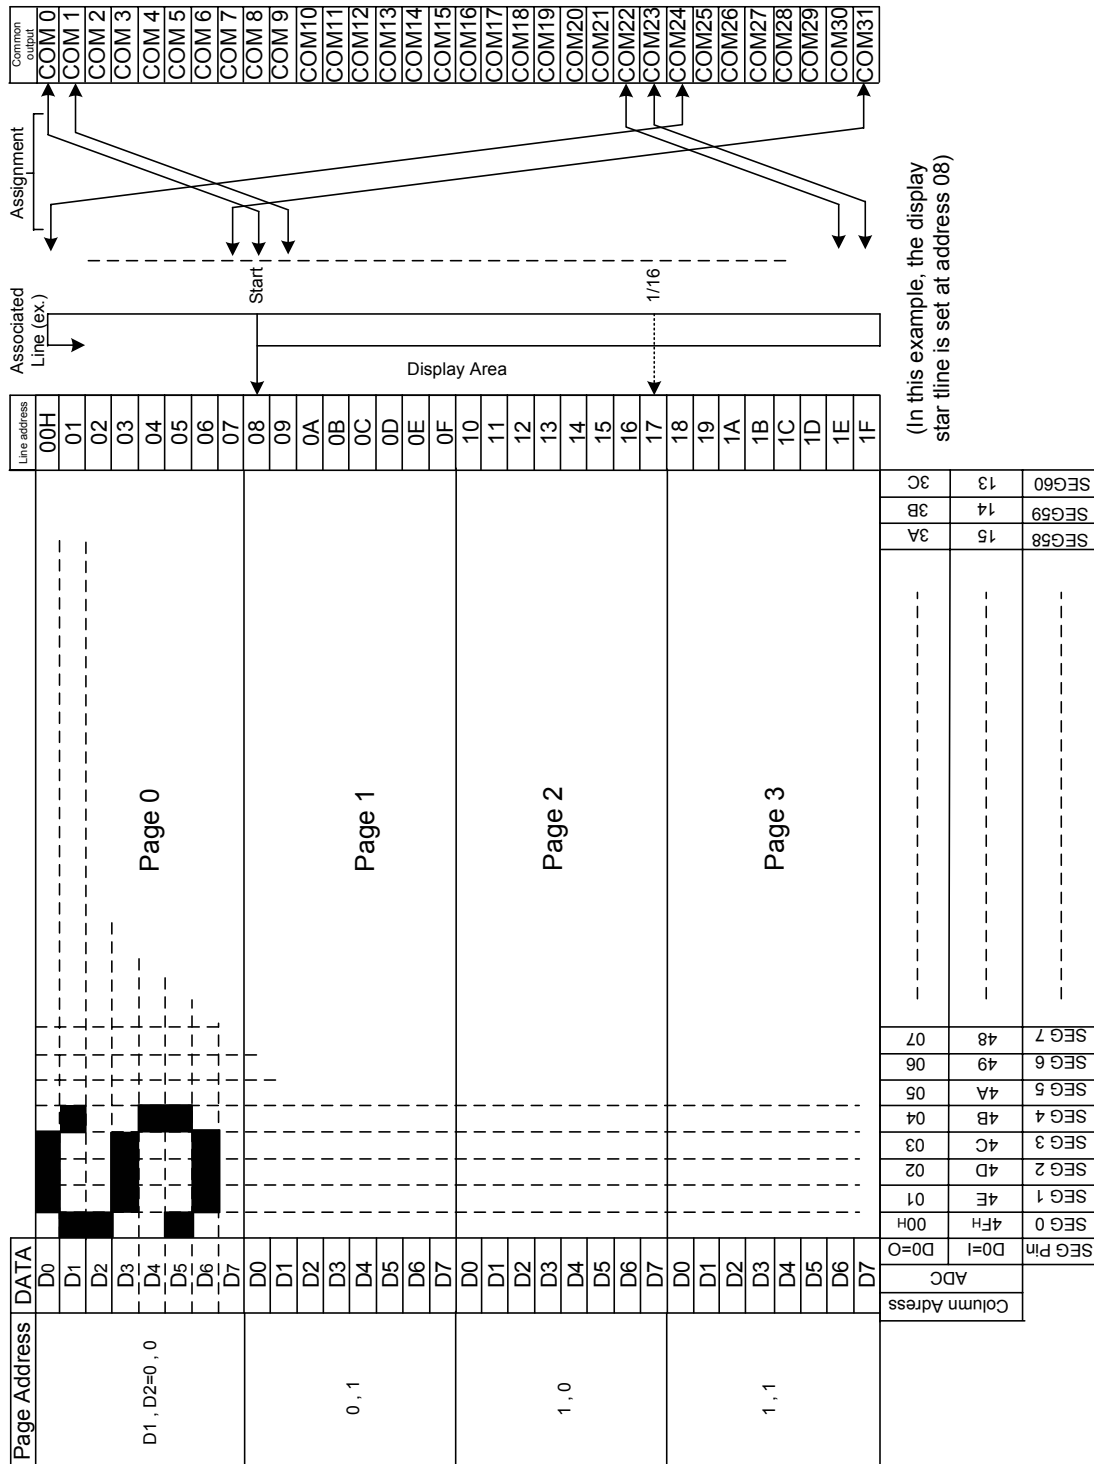 Page Address DATA Line address Associated Line (ex.) Assignment Common output
D1 , D2=0 , 0
D0 00H COM 0
D1 01 COM 1
D2 02 COM 2
D3 03 COM 3
D4 04 COM 4
D5 05 COM 5
D6 06 COM 6
D7 07 COM 7
Page 0
0 , 1
D0 08 Start COM 8
D1 09 COM 9
D2 0A COM10
D3 0B COM11
D4 0C COM12
D5 0D COM13
D6 0E COM14
D7 0F COM15
Page 1
Display Area
1 , 0
D0 10 COM16
D1 11 COM17
D2 12 COM18
D3 13 COM19
D4 14 COM20
D5 15 COM21
D6 16 COM22
D7 17 1/16 COM23
Page 2
1 , 1
D0 18 COM24
D1 19 COM25
D2 1A COM26
D3 1B COM27
D4 1C COM28
D5 1D COM29
D6 1E COM30
D7 1F COM31
Page 3
Column Adress
ADC
D0=O 00H 01 02 03 04 05 06 07 3A 3B 3C
D0=I 4FH 4E 4D 4C 4B 4A 49 48 15 14 13
SEG Pin SEG 0 SEG 1 SEG 2 SEG 3 SEG 4 SEG 5 SEG 6 SEG 7 SEG58 SEG59 SEG60
(In this example, the display
star tline is set at address 08)